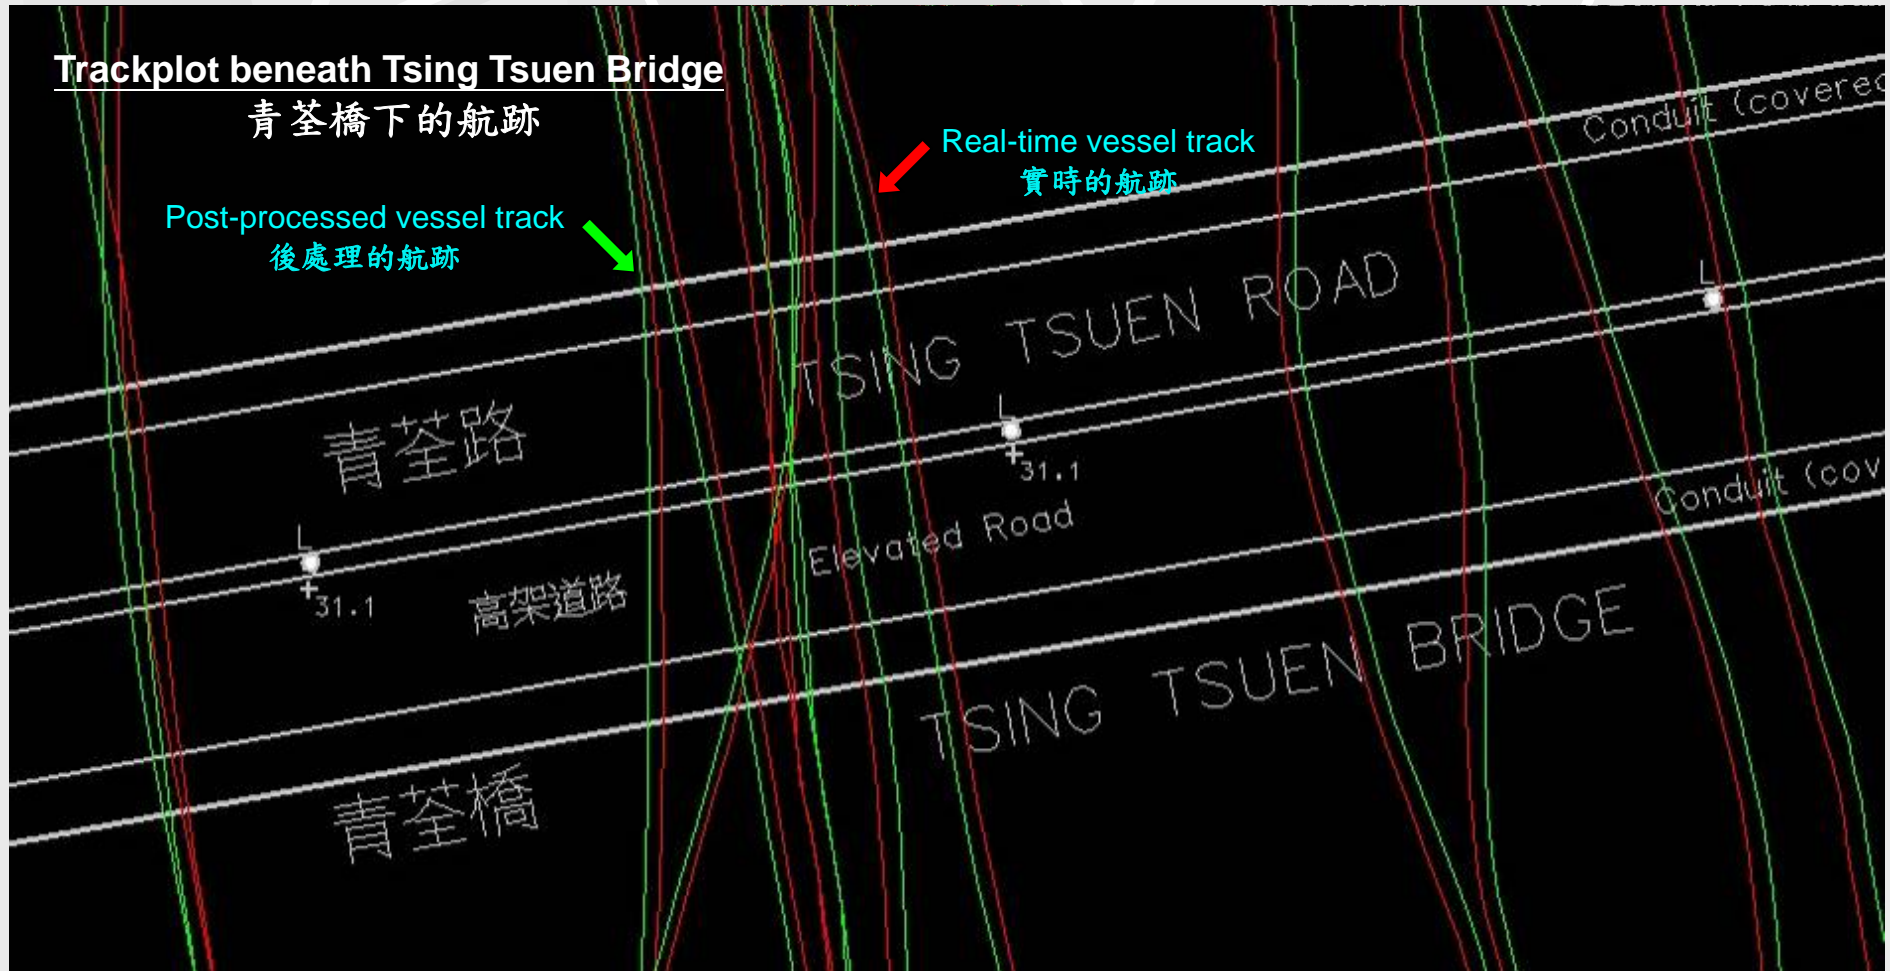 Trackplot beneath Tsing Tsuen Bridge
青荃橋下的航跡
Real-time vessel track
實時的航跡
Post-processed vessel track
後處理的航跡
Conduit (covered
TSING TSUEN ROAD
青荃路
L
L
31.1
L
31.1
Elevated Road
高架道路
Conduit (cov
TSING TSUEN BRIDGE
青荃橋